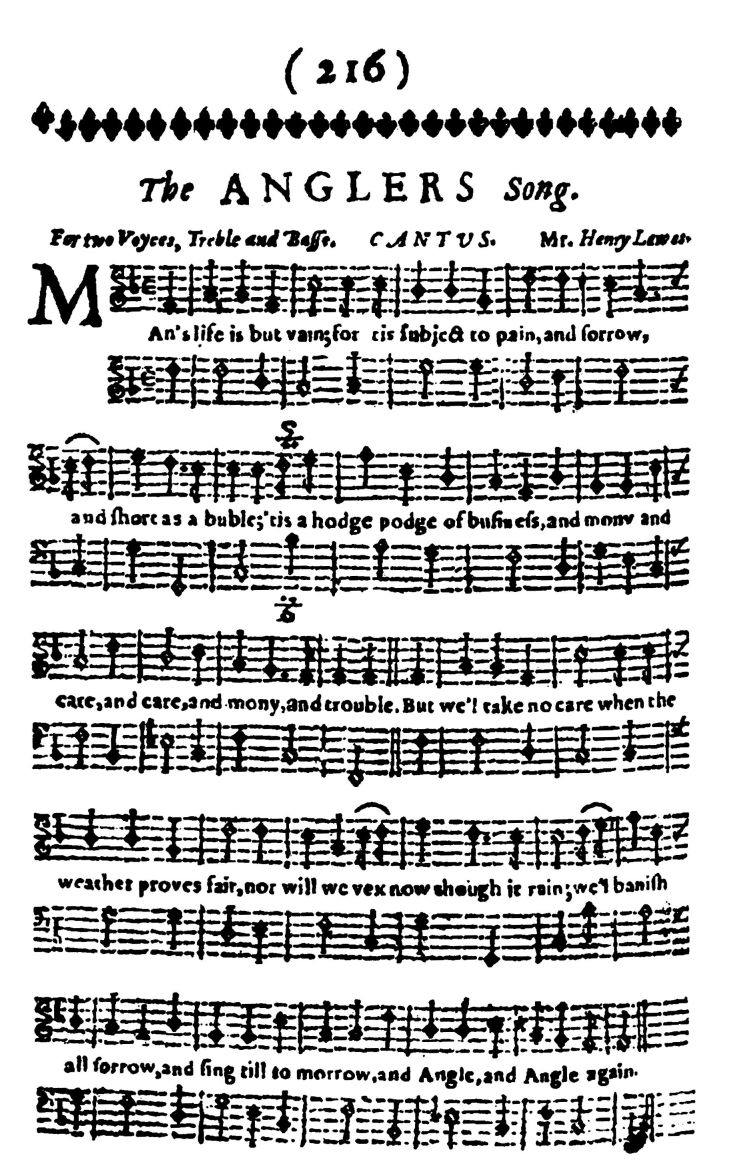 (216)
The ANGLERS Song.
For two Voyces, Treble and Basse. CANTUS. Mr. Henry Lawes.
MAn's life is but vain; for 'tis subject to pain, and sorrow,
and short as a buble; 'tis a hodge podge of business, and mony and
care, and care, and mony, and trouble. But we'l take no care when the
weather proves fair, nor will we vex now though it rain; we'l banish
all sorrow, and sing till to morrow, and Angle, and Angle again.